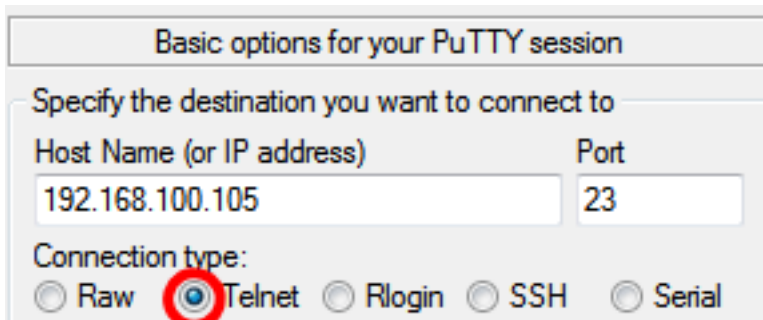 Basic options for your PuTTY session
Specify the destination you want to connect to
Host Name (or IP address) Port
192.168.100.105 23
Connection type:
Raw Telnet Rlogin SSH Serial